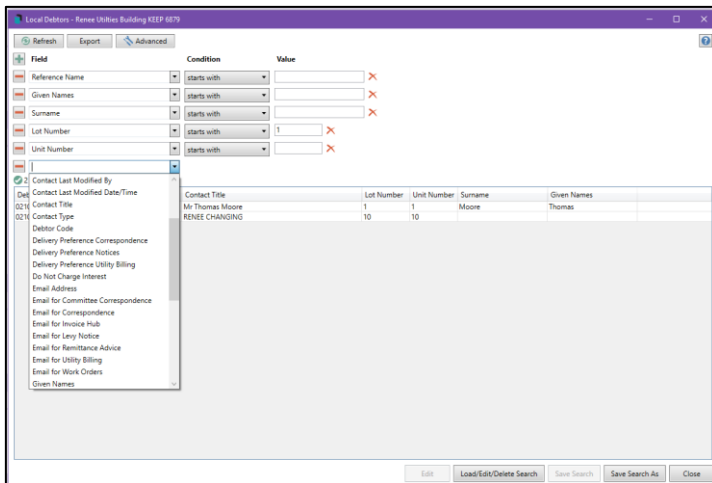 Local Debtors - Renee Utilties Building KEEP 6879
Refresh Export Advanced
Field Condition Value
Reference Name starts with
Given Names starts with
Surname starts with
Lot Number starts with 1
Unit Number starts with
2
Deb Contact Title Lot Number Unit Number Surname Given Names
0210 Mr Thomas Moore 1 1 Moore Thomas
0210 RENEE CHANGING 10 10
Contact Last Modified By
Contact Last Modified Date/Time
Contact Title
Contact Type
Debtor Code
Delivery Preference Correspondence
Delivery Preference Notices
Delivery Preference Utility Billing
Do Not Charge Interest
Email Address
Email for Committee Correspondence
Email for Correspondence
Email for Invoice Hub
Email for Levy Notice
Email for Remittance Advice
Email for Utility Billing
Email for Work Orders
Given Names
Edit Load/Edit/Delete Search Save Search Save Search As Close